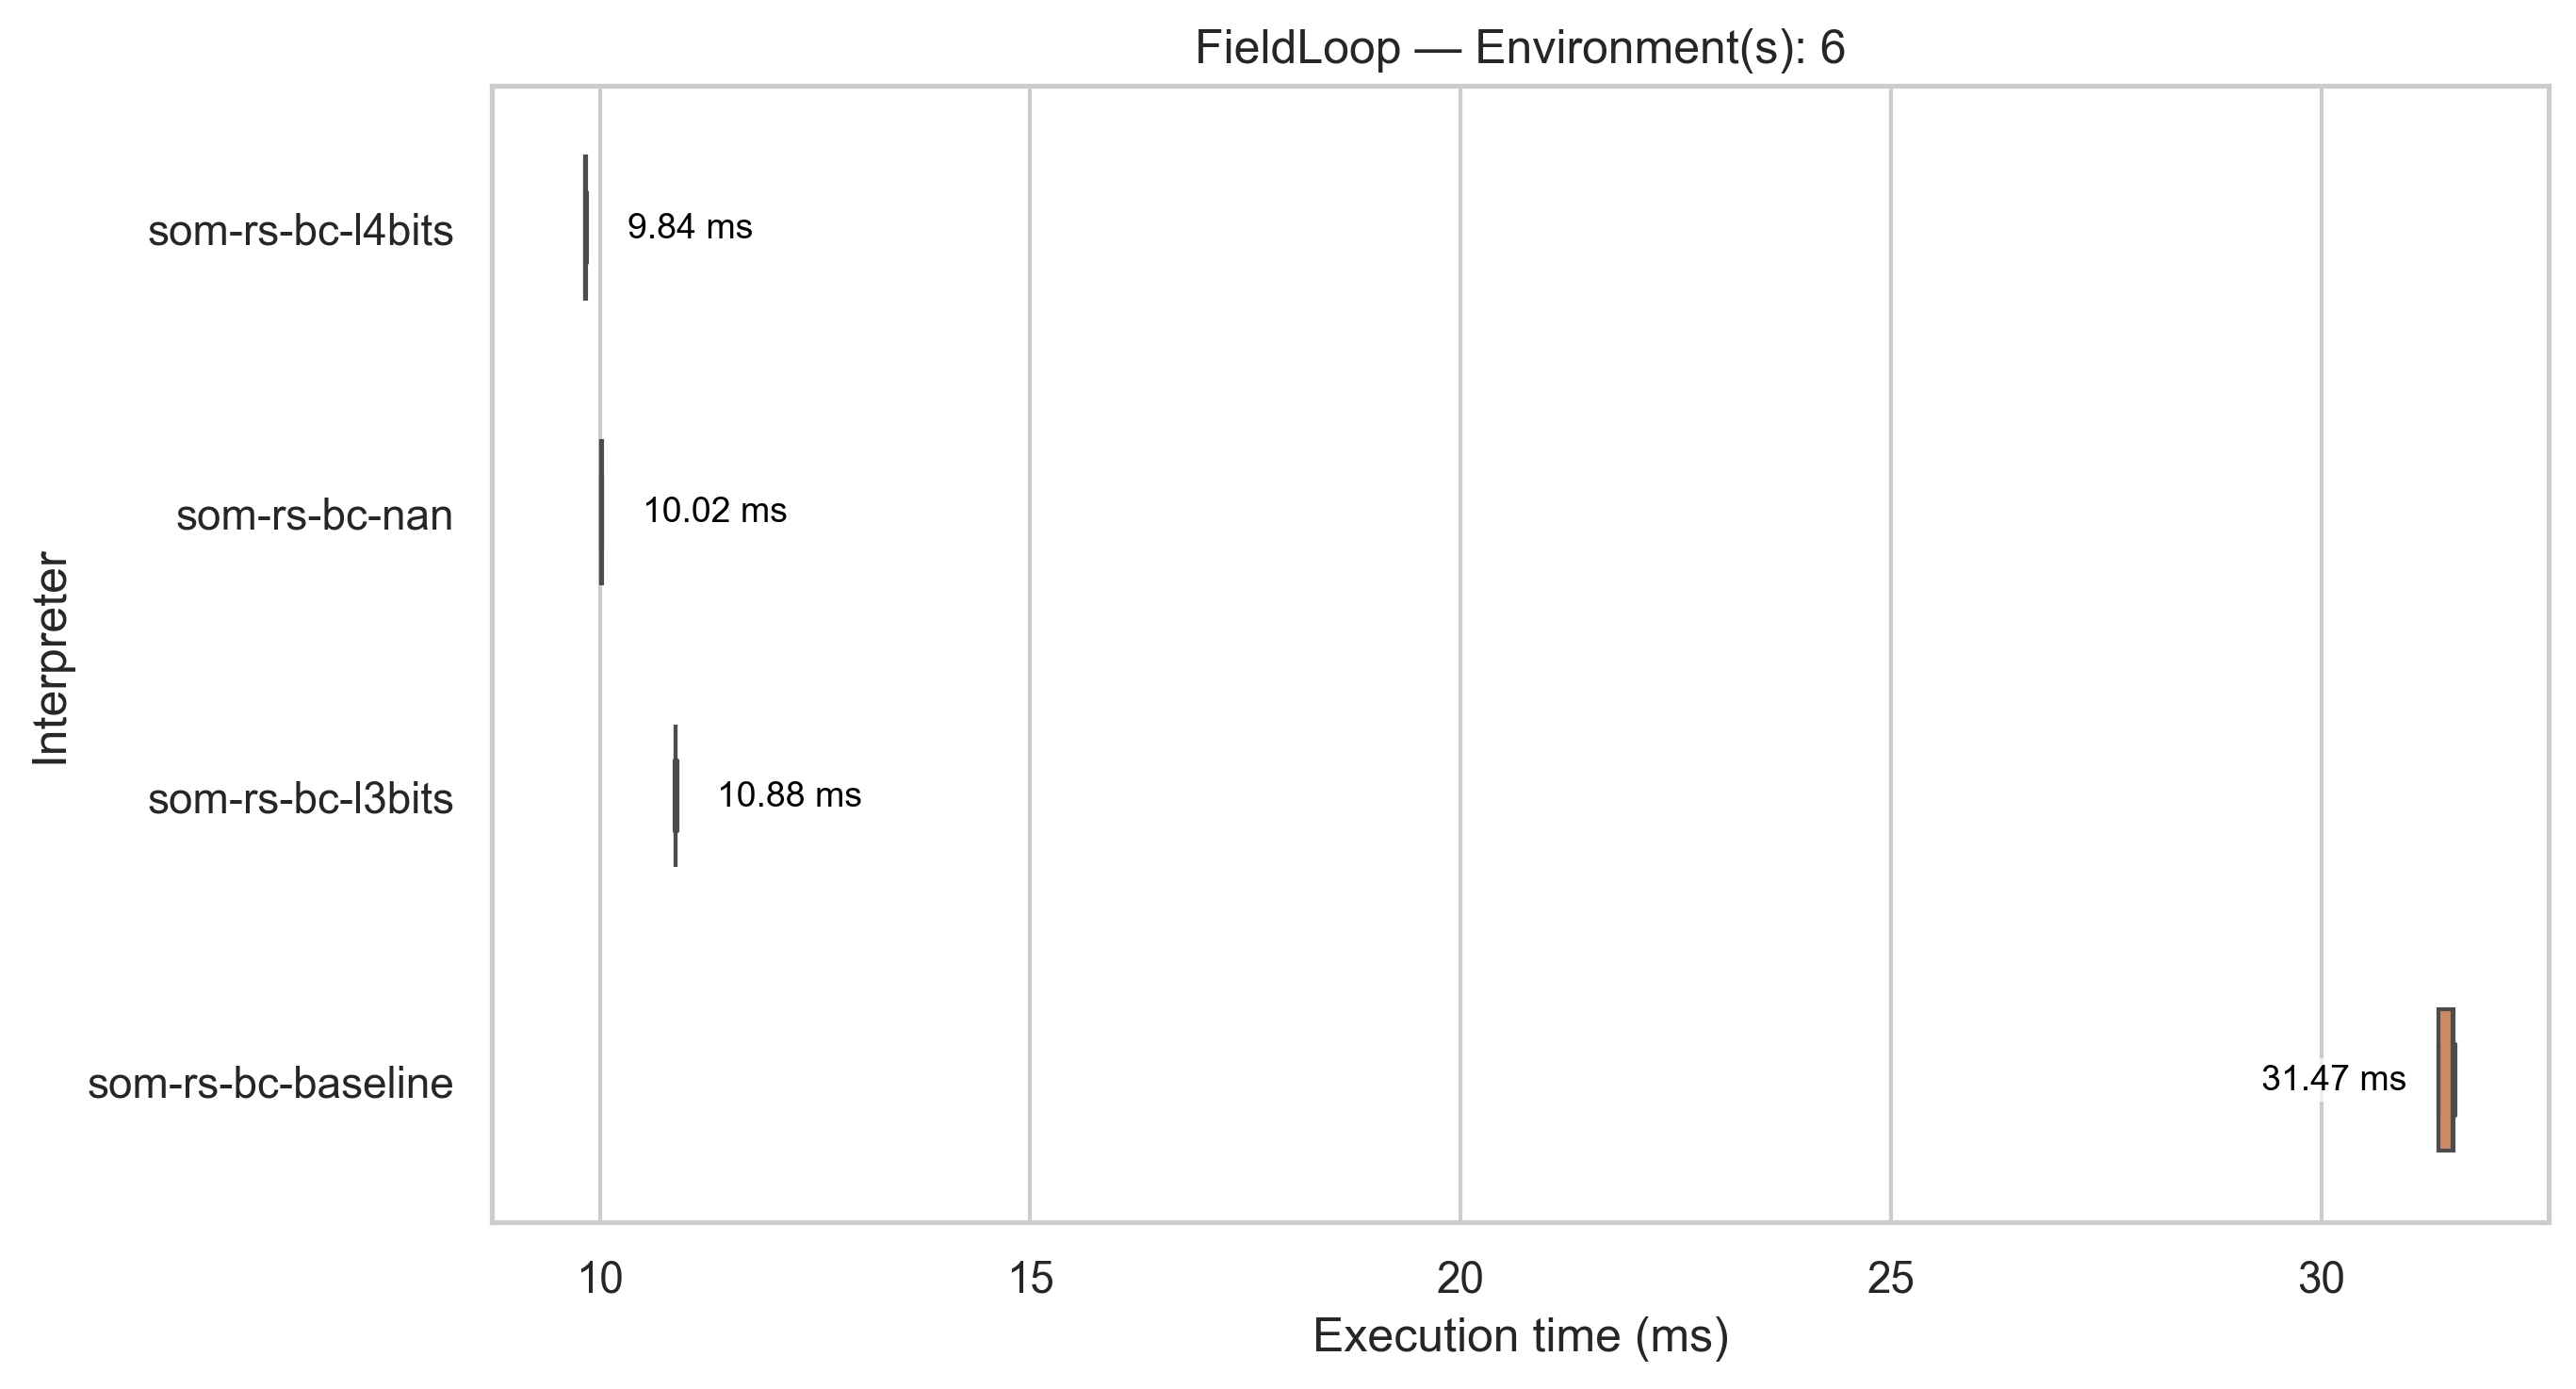 FieldLoop — Environment(s): 6
som-rs-bc-l4bits
9.84 ms
som-rs-bc-nan
10.02 ms
Interpreter
som-rs-bc-l3bits
10.88 ms
som-rs-bc-baseline
31.47 ms
10 15 20 25 30
Execution time (ms)